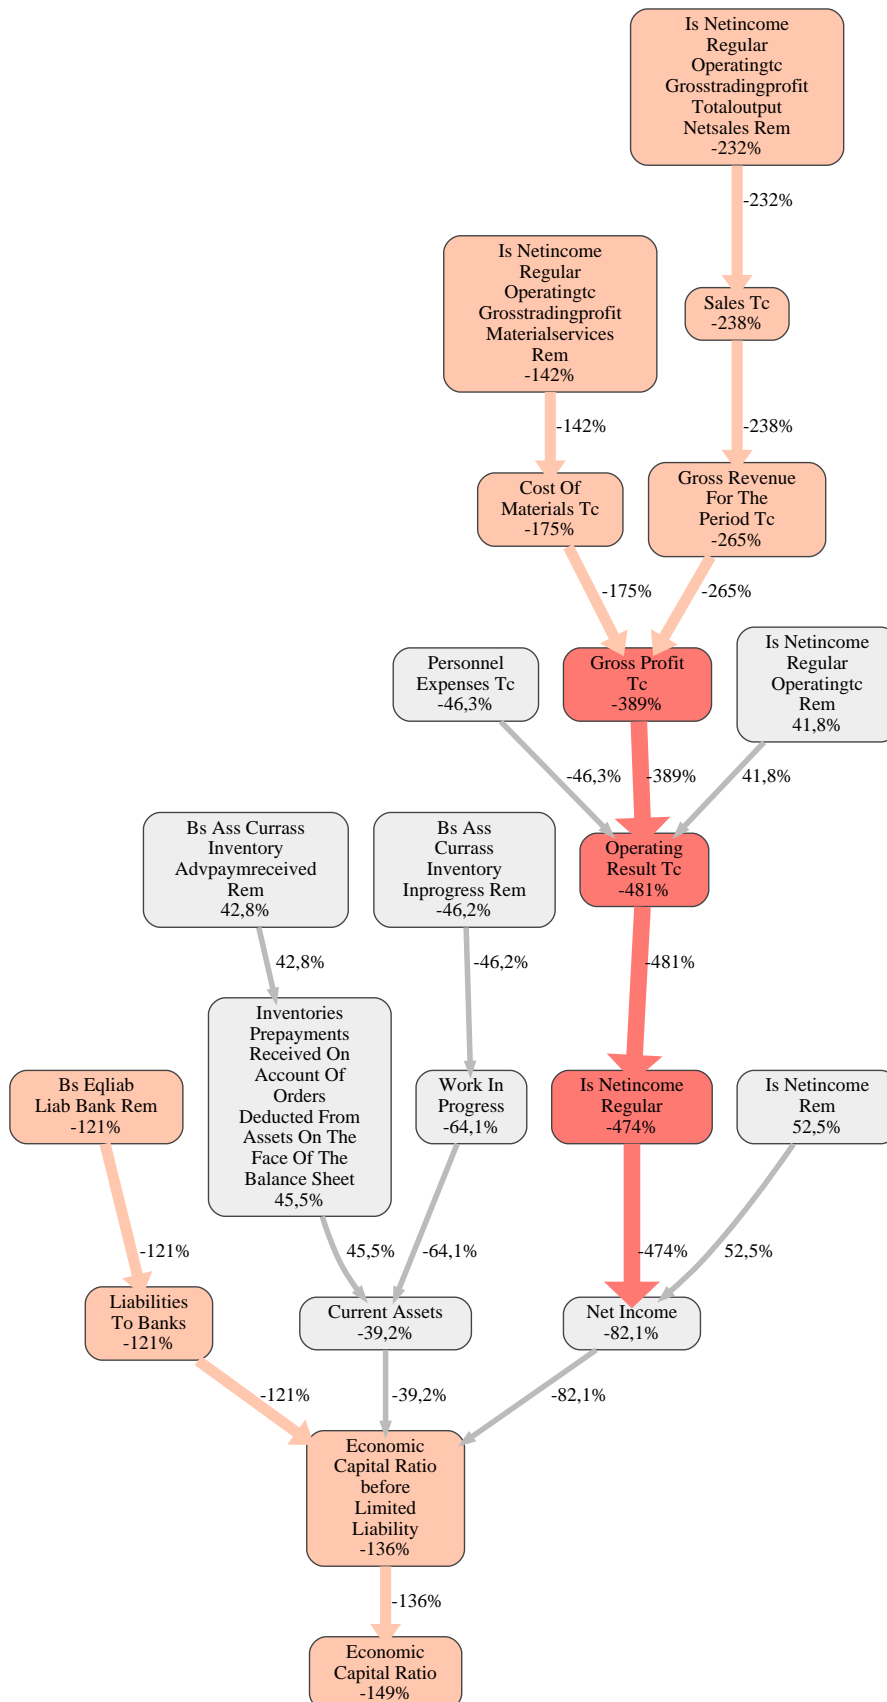 Is Netincome
Regular
Operatingtc
Grosstradingprofit
Totaloutput
Netsales Rem
-232%
-232%
Is Netincome
Regular
Operatingtc
Grosstradingprofit
Materialservices
Rem
-142%
Sales Tc
-238%
-142%
-238%
Cost Of
Materials Tc
-175%
Gross Revenue
For The
Period Tc
-265%
-175%
-265%
Personnel
Expenses Tc
-46,3%
Gross Profit
Tc
-389%
Is Netincome
Regular
Operatingtc
Rem
41,8%
-46,3%
-389%
41,8%
Bs Ass Currass
Inventory
Advpaymreceived
Rem
42,8%
Bs Ass
Currass
Inventory
Inprogress Rem
-46,2%
Operating
Result Tc
-481%
42,8%
-46,2%
-481%
Inventories
Prepayments
Received On
Account Of
Orders
Deducted From
Assets On The
Face Of The
Balance Sheet
45,5%
Bs Eqliab
Liab Bank Rem
-121%
Work In
Progress
-64,1%
Is Netincome
Regular
-474%
Is Netincome
Rem
52,5%
-121%
45,5%
-64,1%
-474%
52,5%
Liabilities
To Banks
-121%
Current Assets
-39,2%
Net Income
-82,1%
-121%
-39,2%
-82,1%
Economic
Capital Ratio
before
Limited
Liability
-136%
-136%
Economic
Capital Ratio
-149%